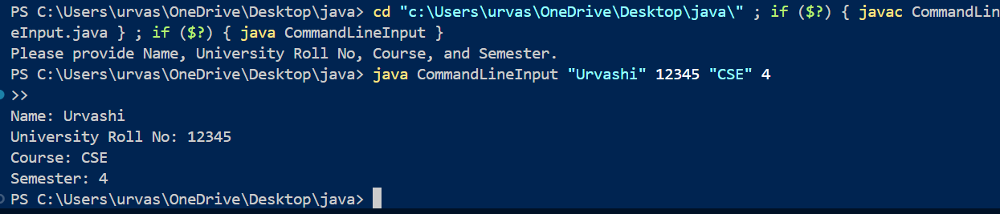 PS C:\Users\urvas\OneDrive\Desktop\java> cd "c:\Users\urvas\OneDrive\Desktop\java\" ; if ($?) { javac CommandLin
eInput.java } ; if ($?) { java CommandLineInput }
Please provide Name, University Roll No, Course, and Semester.
PS C:\Users\urvas\OneDrive\Desktop\java> java CommandLineInput "Urvashi" 12345 "CSE" 4
>>
Name: Urvashi
University Roll No: 12345
Course: CSE
Semester: 4
PS C:\Users\urvas\OneDrive\Desktop\java>